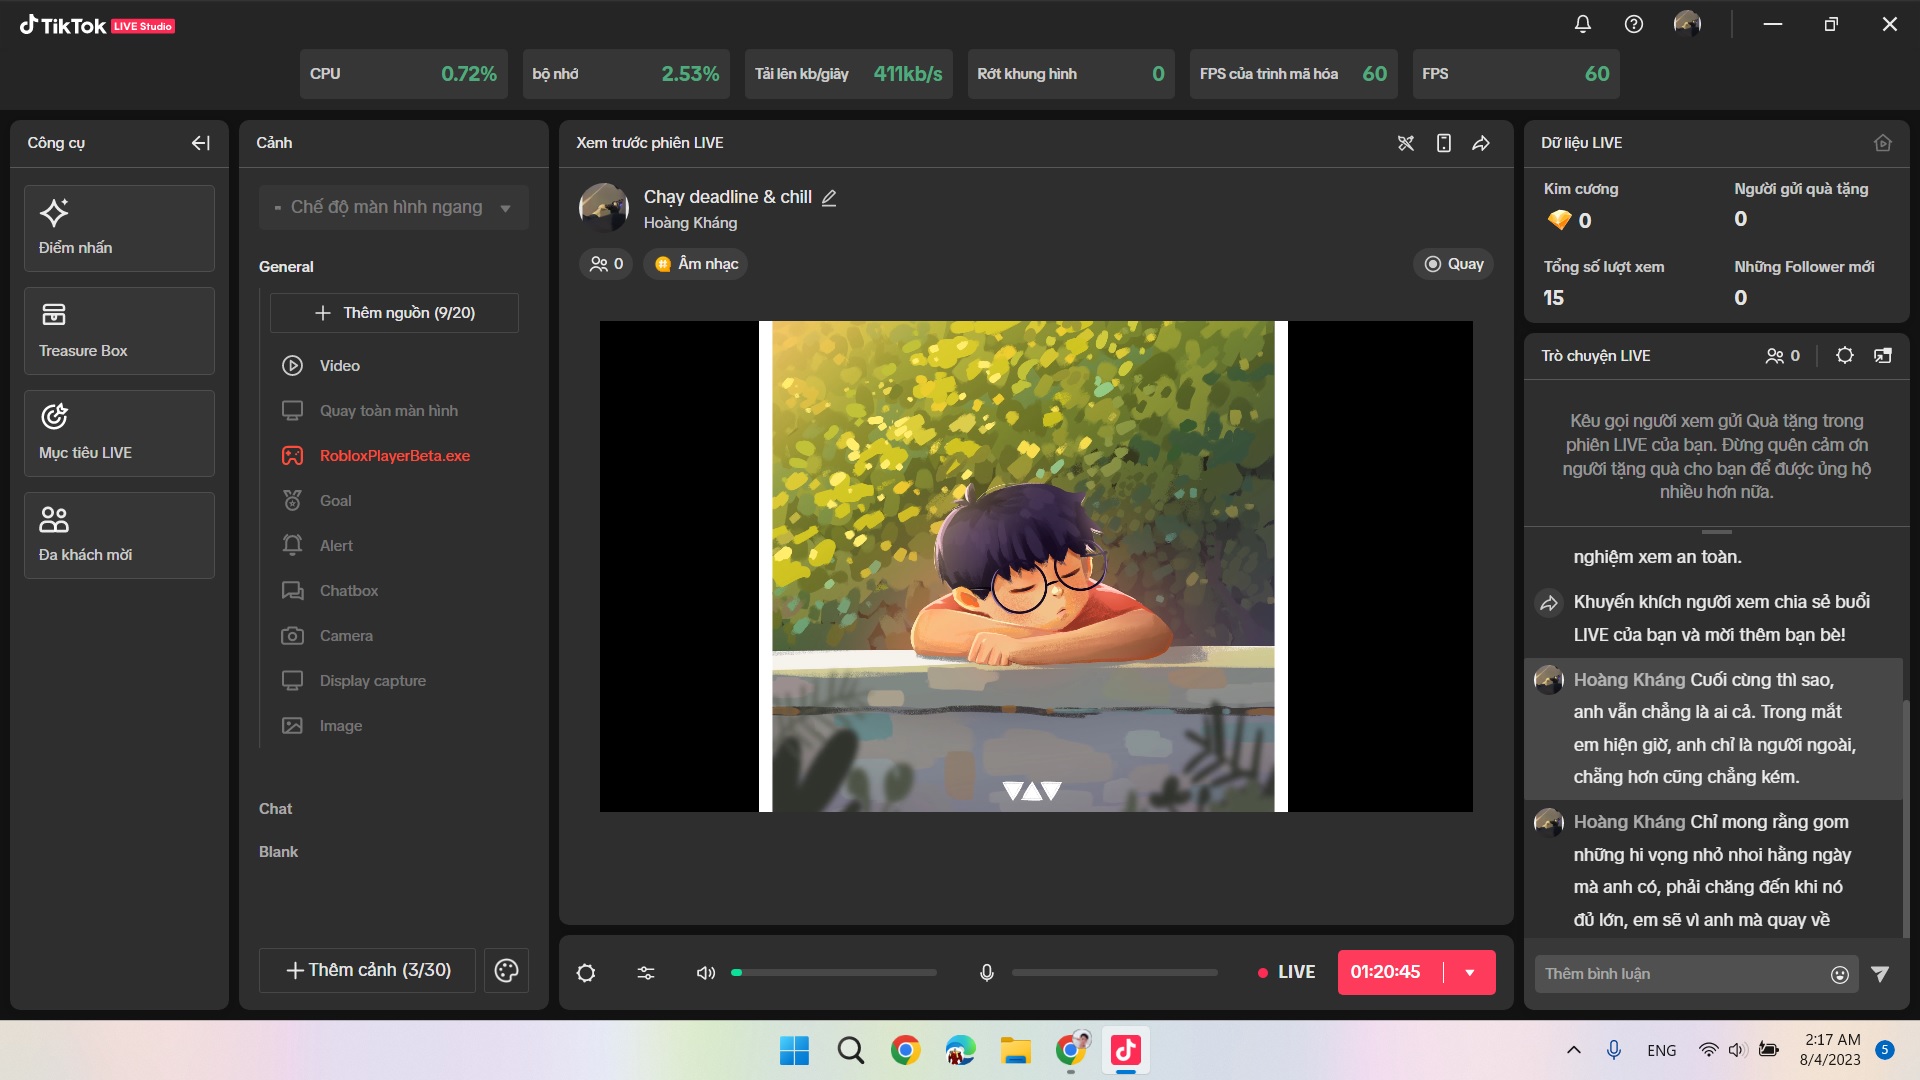 TikTok LIVE Studio
CPU 0.72%
bộ nhớ 2.53%
Tải lên kb/giây 411kb/s
Rớt khung hình 0
FPS của trình mã hóa 60
FPS 60
Công cụ
Điểm nhấn
Treasure Box
Mục tiêu LIVE
Đa khách mời
Cảnh
Chế độ màn hình ngang
General
Thêm nguồn (9/20)
Video
Quay toàn màn hình
RobloxPlayerBeta.exe
Goal
Alert
Chatbox
Camera
Display capture
Image
Chat
Blank
Thêm cảnh (3/30)
Xem trước phiên LIVE
Chạy deadline & chill
Hoàng Kháng
0
Âm nhạc
Quay
LIVE
01:20:45
Dữ liệu LIVE
Kim cương
0
Người gửi quà tặng
0
Tổng số lượt xem
15
Những Follower mới
0
Trò chuyện LIVE
0
Kêu gọi người xem gửi Quà tặng trong
phiên LIVE của bạn. Đừng quên cảm ơn
người tặng quà cho bạn để được ủng hộ
nhiều hơn nữa.
nghiệm xem an toàn.
Khuyến khích người xem chia sẻ buổi
LIVE của bạn và mời thêm bạn bè!
Hoàng Kháng Cuối cùng thì sao,
anh vẫn chẳng là ai cả. Trong mắt
em hiện giờ, anh chỉ là người ngoài,
chẵng hơn cũng chẳng kém.
Hoàng Kháng Chỉ mong rằng gom
những hi vọng nhỏ nhoi hằng ngày
mà anh có, phải chăng đến khi nó
đủ lớn, em sẽ vì anh mà quay về
Thêm bình luận
ENG
2:17 AM
8/4/2023
5